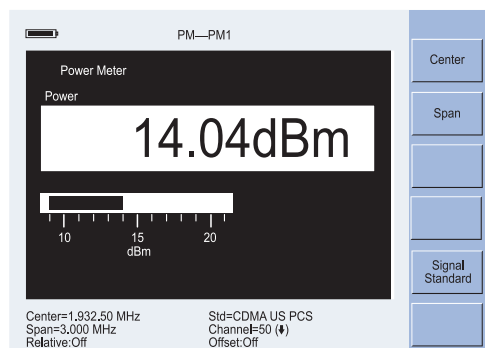 PM—PM1
Center
Power Meter
Power
Span
14.04dBm
10 15 20
dBm
Signal
Standard
Center=1.932.50 MHz Std=CDMA US PCS
Span=3.000 MHz Channel=50 (⬇)
Relative:Off Offset:Off